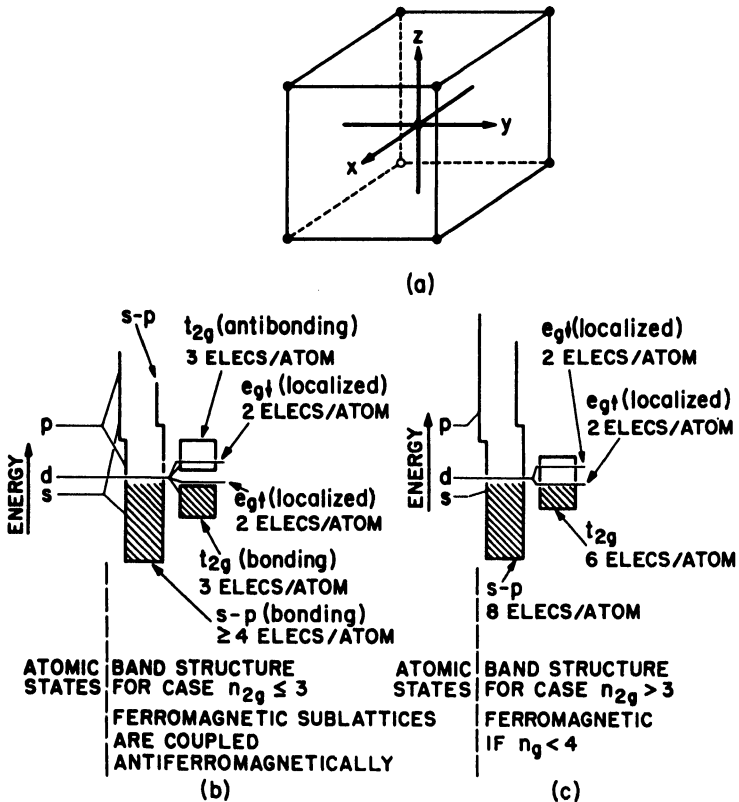 z
y
x
(a)
s-p
t2g (antibonding)
3 ELECS/ATOM
eg↑ (localized)
2 ELECS/ATOM
p
d
s
ENERGY
eg↑ (localized)
2 ELECS/ATOM
t2g (bonding)
3 ELECS/ATOM
s-p (bonding)
≥4 ELECS/ATOM
ATOMIC STATES
BAND STRUCTURE
FOR CASE n2g ≤ 3
FERROMAGNETIC SUBLATTICES
ARE COUPLED
ANTIFERROMAGNETICALLY
(b)
eg↓ (localized)
2 ELECS/ATOM
eg↑ (localized)
2 ELECS/ATOM
p
d
s
ENERGY
t2g
6 ELECS/ATOM
s-p
8 ELECS/ATOM
ATOMIC STATES
BAND STRUCTURE
FOR CASE n2g > 3
FERROMAGNETIC
IF ng < 4
(c)